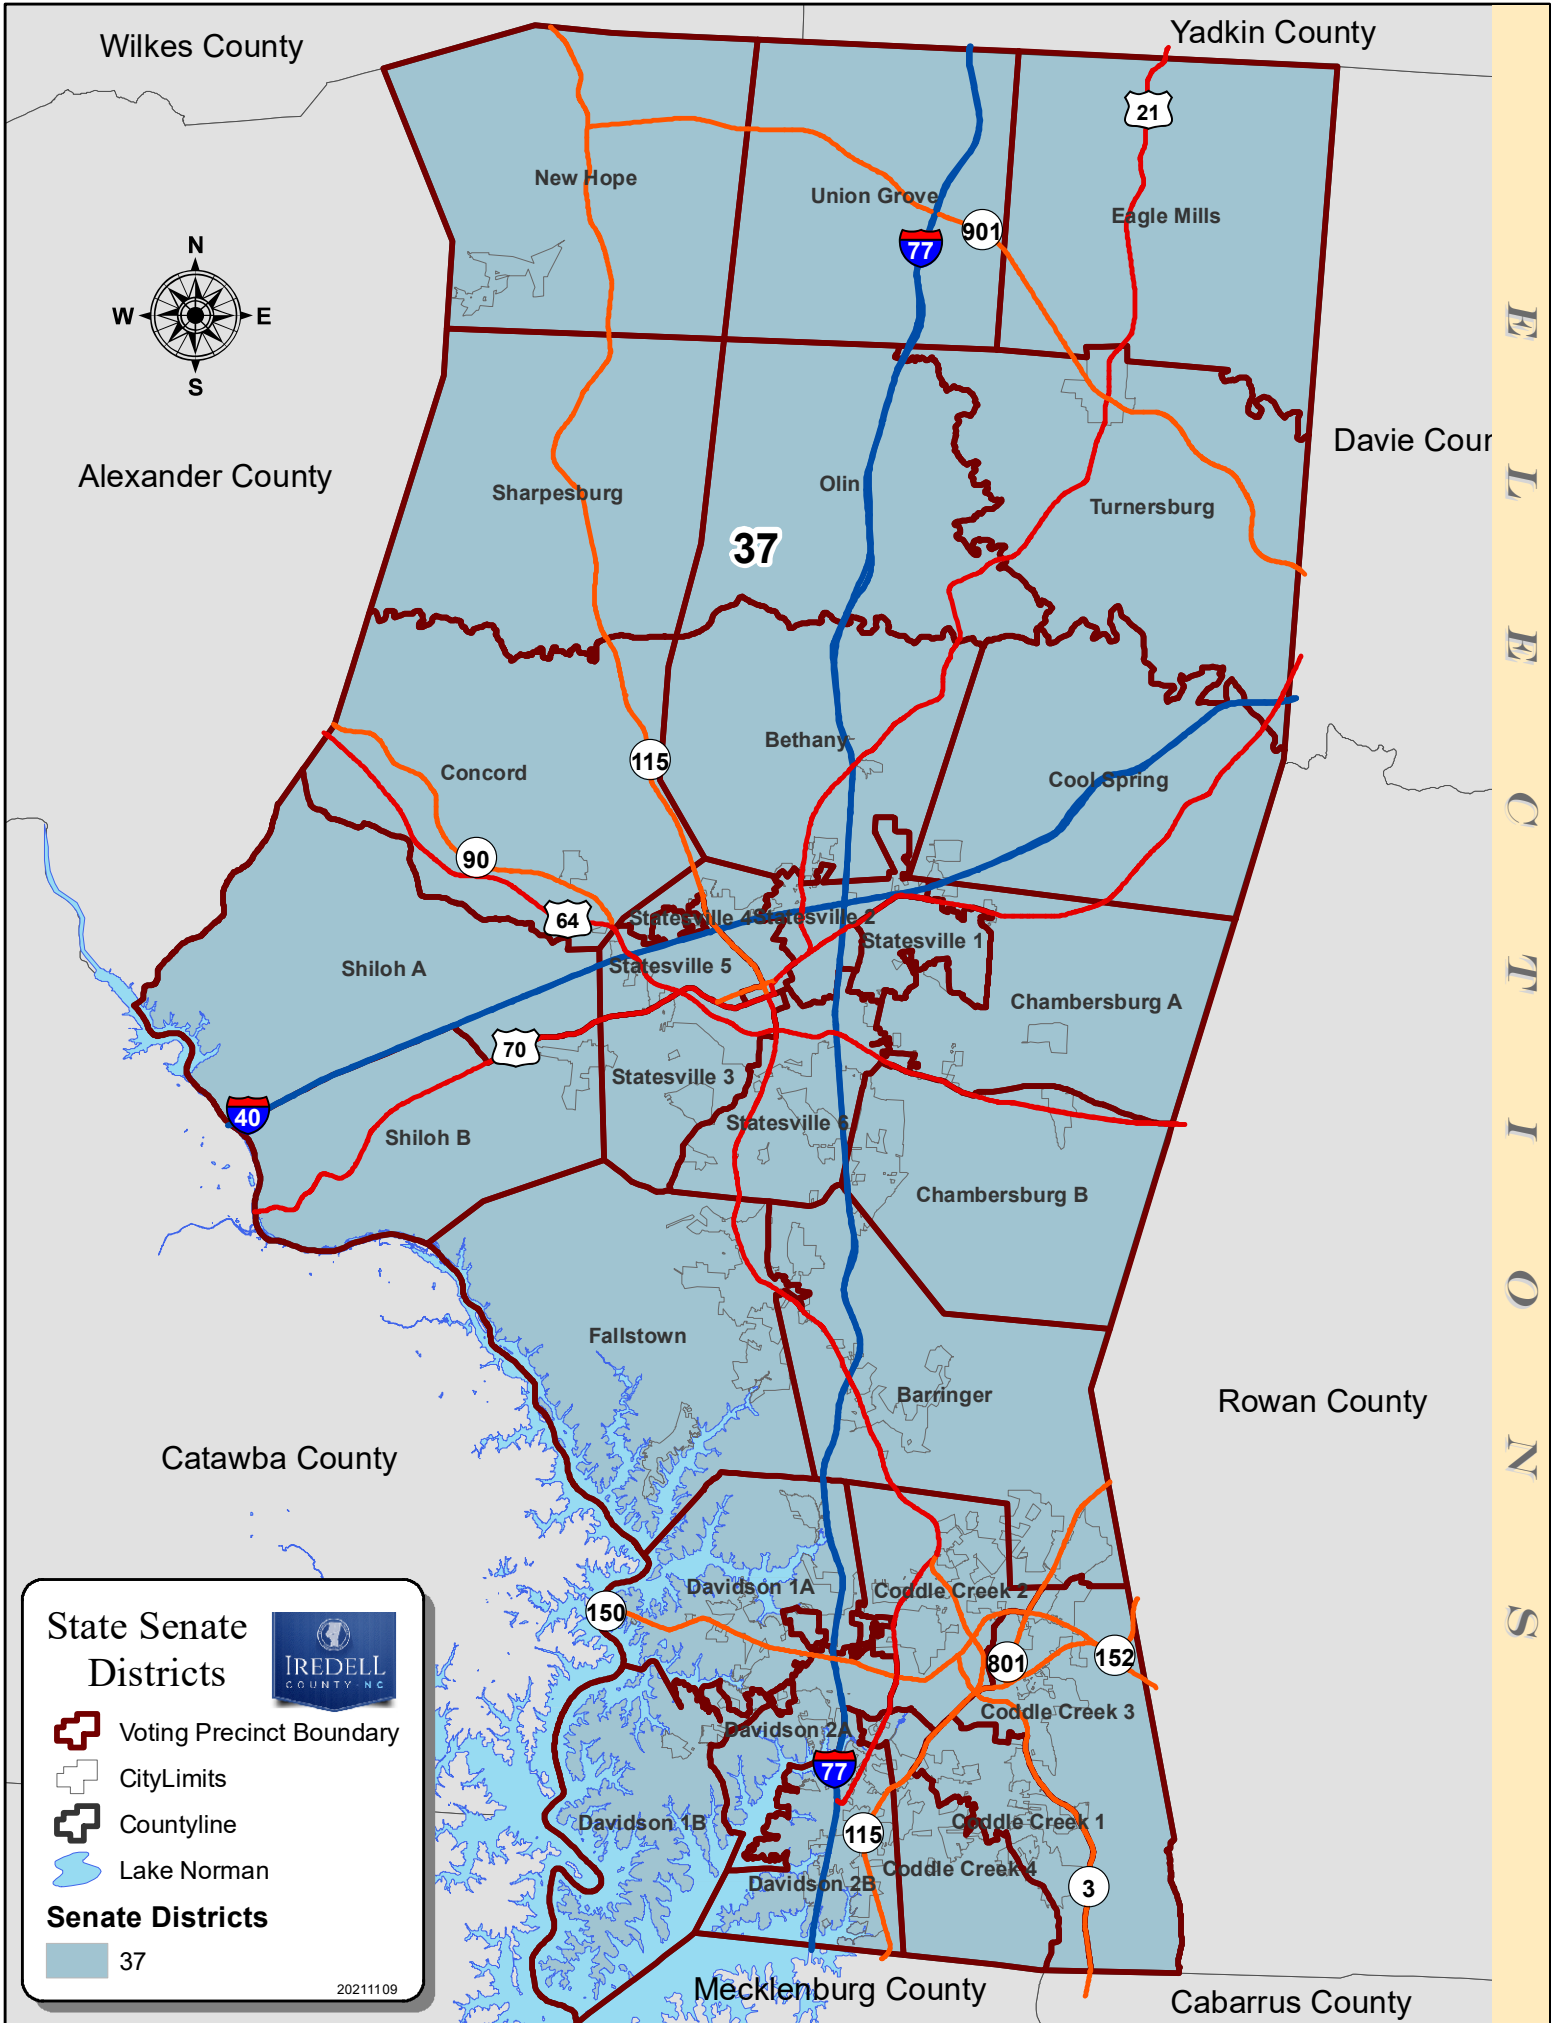 Wilkes County
Yadkin County
21
New Hope
Union Grove
Eagle Mills
901
77
N
W
E
S
Davie Cour
Alexander County
Sharpesburg
Olin
Turnersburg
37
Bethany
115
Concord
Cool Spring
90
64
Statesville 4
Statesville 2
Statesville 1
Shiloh A
Statesville 5
Chambersburg A
70
Statesville 3
40
Statesville 6
Shiloh B
Chambersburg B
Fallstown
Barringer
Rowan County
Catawba County
Davidson 1A
Coddle Creek 2
150
801
152
Coddle Creek 3
Davidson 2A
77
Davidson 1B
Coddle Creek 1
115
Coddle Creek 4
Davidson 2B
3
Mecklenburg County
Cabarrus County
State Senate
Districts
IREDELL
COUNTY NC
Voting Precinct Boundary
CityLimits
Countyline
Lake Norman
Senate Districts
37
20211109
ELECTIONS